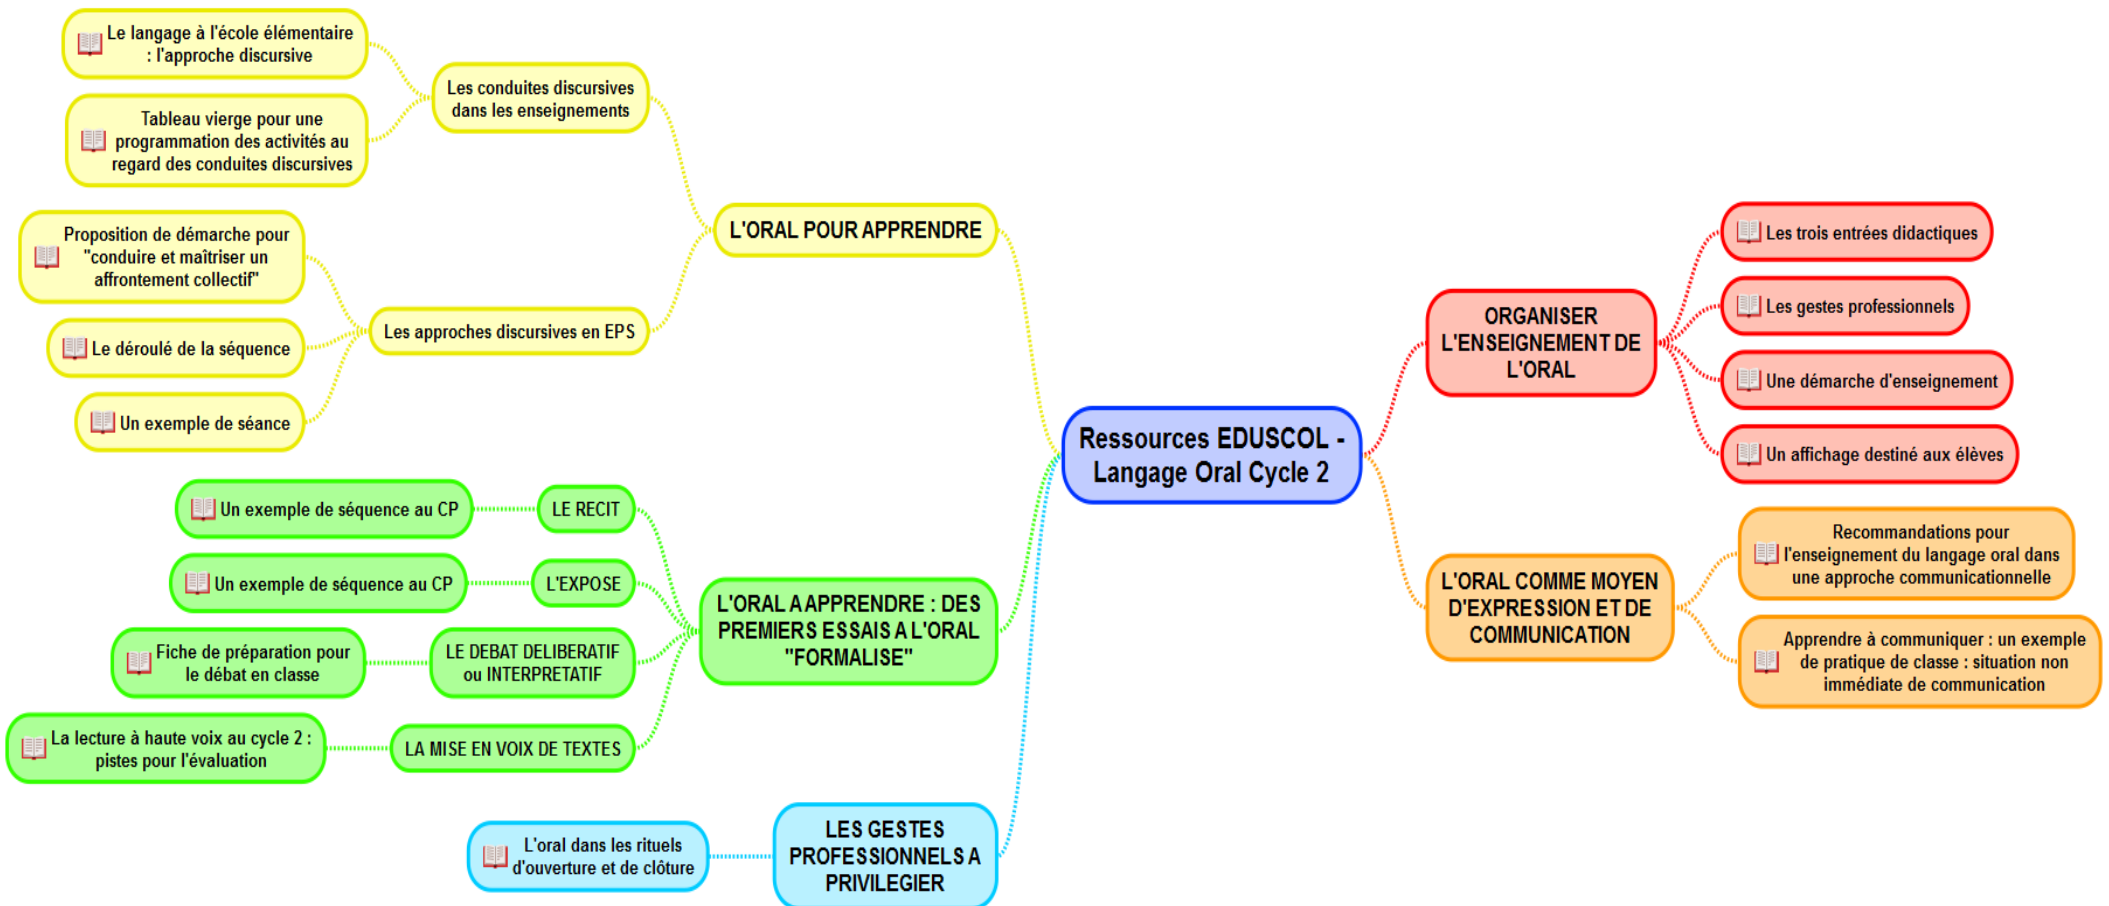 Ressources EDUSCOL -
Langage Oral Cycle 2
ORGANISER
L'ENSEIGNEMENT DE
L'ORAL
Les trois entrées didactiques
Les gestes professionnels
Une démarche d'enseignement
Un affichage destiné aux élèves
L'ORAL COMME MOYEN
D'EXPRESSION ET DE
COMMUNICATION
Recommandations pour
l'enseignement du langage oral dans
une approche communicationnelle
Apprendre à communiquer : un exemple
de pratique de classe : situation non
immédiate de communication
L'ORAL POUR APPRENDRE
Les conduites discursives
dans les enseignements
Le langage à l'école élémentaire
: l'approche discursive
Tableau vierge pour une
programmation des activités au
regard des conduites discursives
Les approches discursives en EPS
Proposition de démarche pour
"conduire et maîtriser un
affrontement collectif"
Le déroulé de la séquence
Un exemple de séance
L'ORAL A APPRENDRE : DES
PREMIERS ESSAIS A L'ORAL
"FORMALISE"
LE RECIT
Un exemple de séquence au CP
L'EXPOSE
Un exemple de séquence au CP
LE DEBAT DELIBERATIF
ou INTERPRETATIF
Fiche de préparation pour
le débat en classe
LA MISE EN VOIX DE TEXTES
La lecture à haute voix au cycle 2 :
pistes pour l'évaluation
LES GESTES
PROFESSIONNELS A
PRIVILEGIER
L'oral dans les rituels
d'ouverture et de clôture